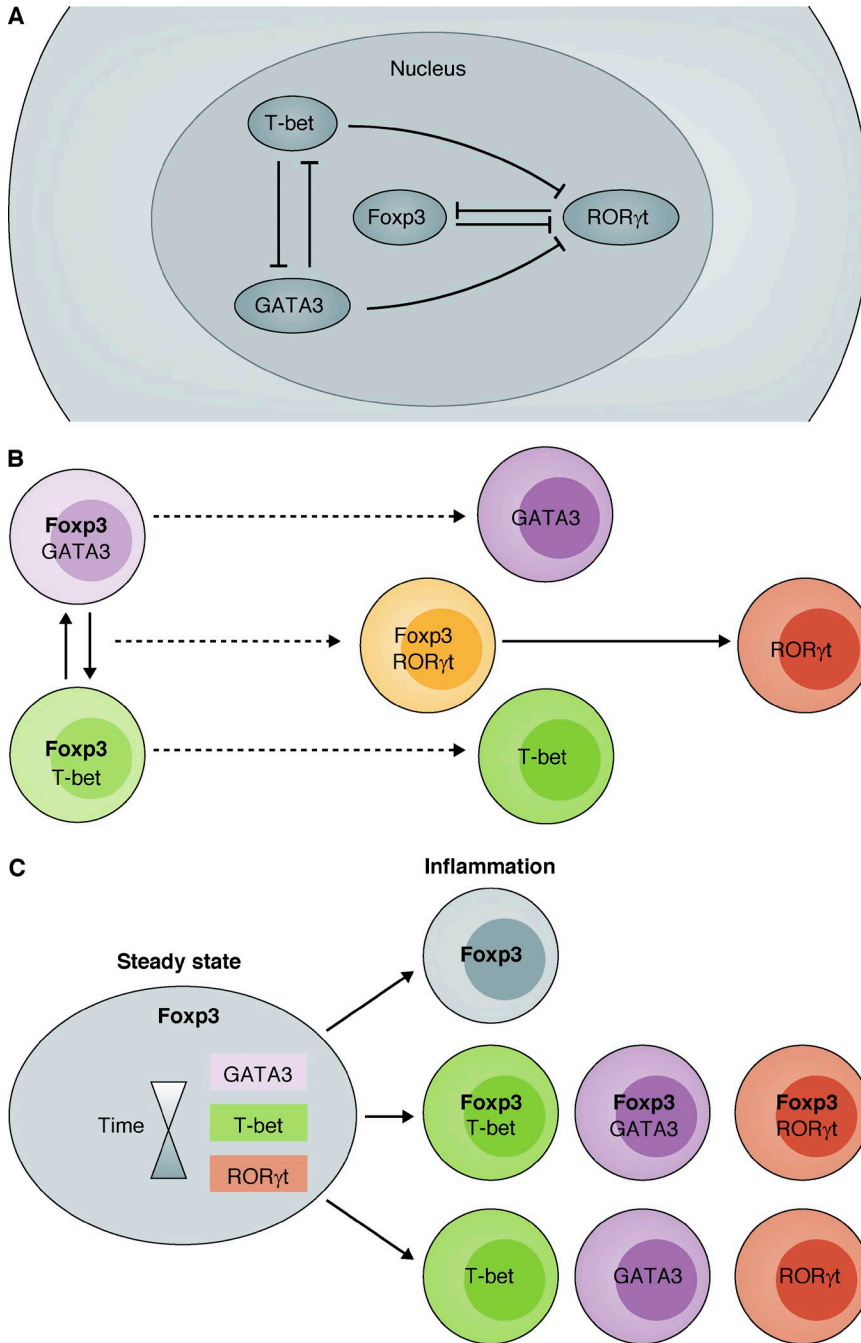 A
Nucleus
T-bet
Foxp3
RORγt
GATA3
B
Foxp3
GATA3
GATA3
Foxp3
RORγt
RORγt
Foxp3
T-bet
T-bet
C
Inflammation
Steady state
Foxp3
Foxp3
GATA3
Time
T-bet
RORγt
Foxp3
T-bet
Foxp3
GATA3
Foxp3
RORγt
T-bet
GATA3
RORγt